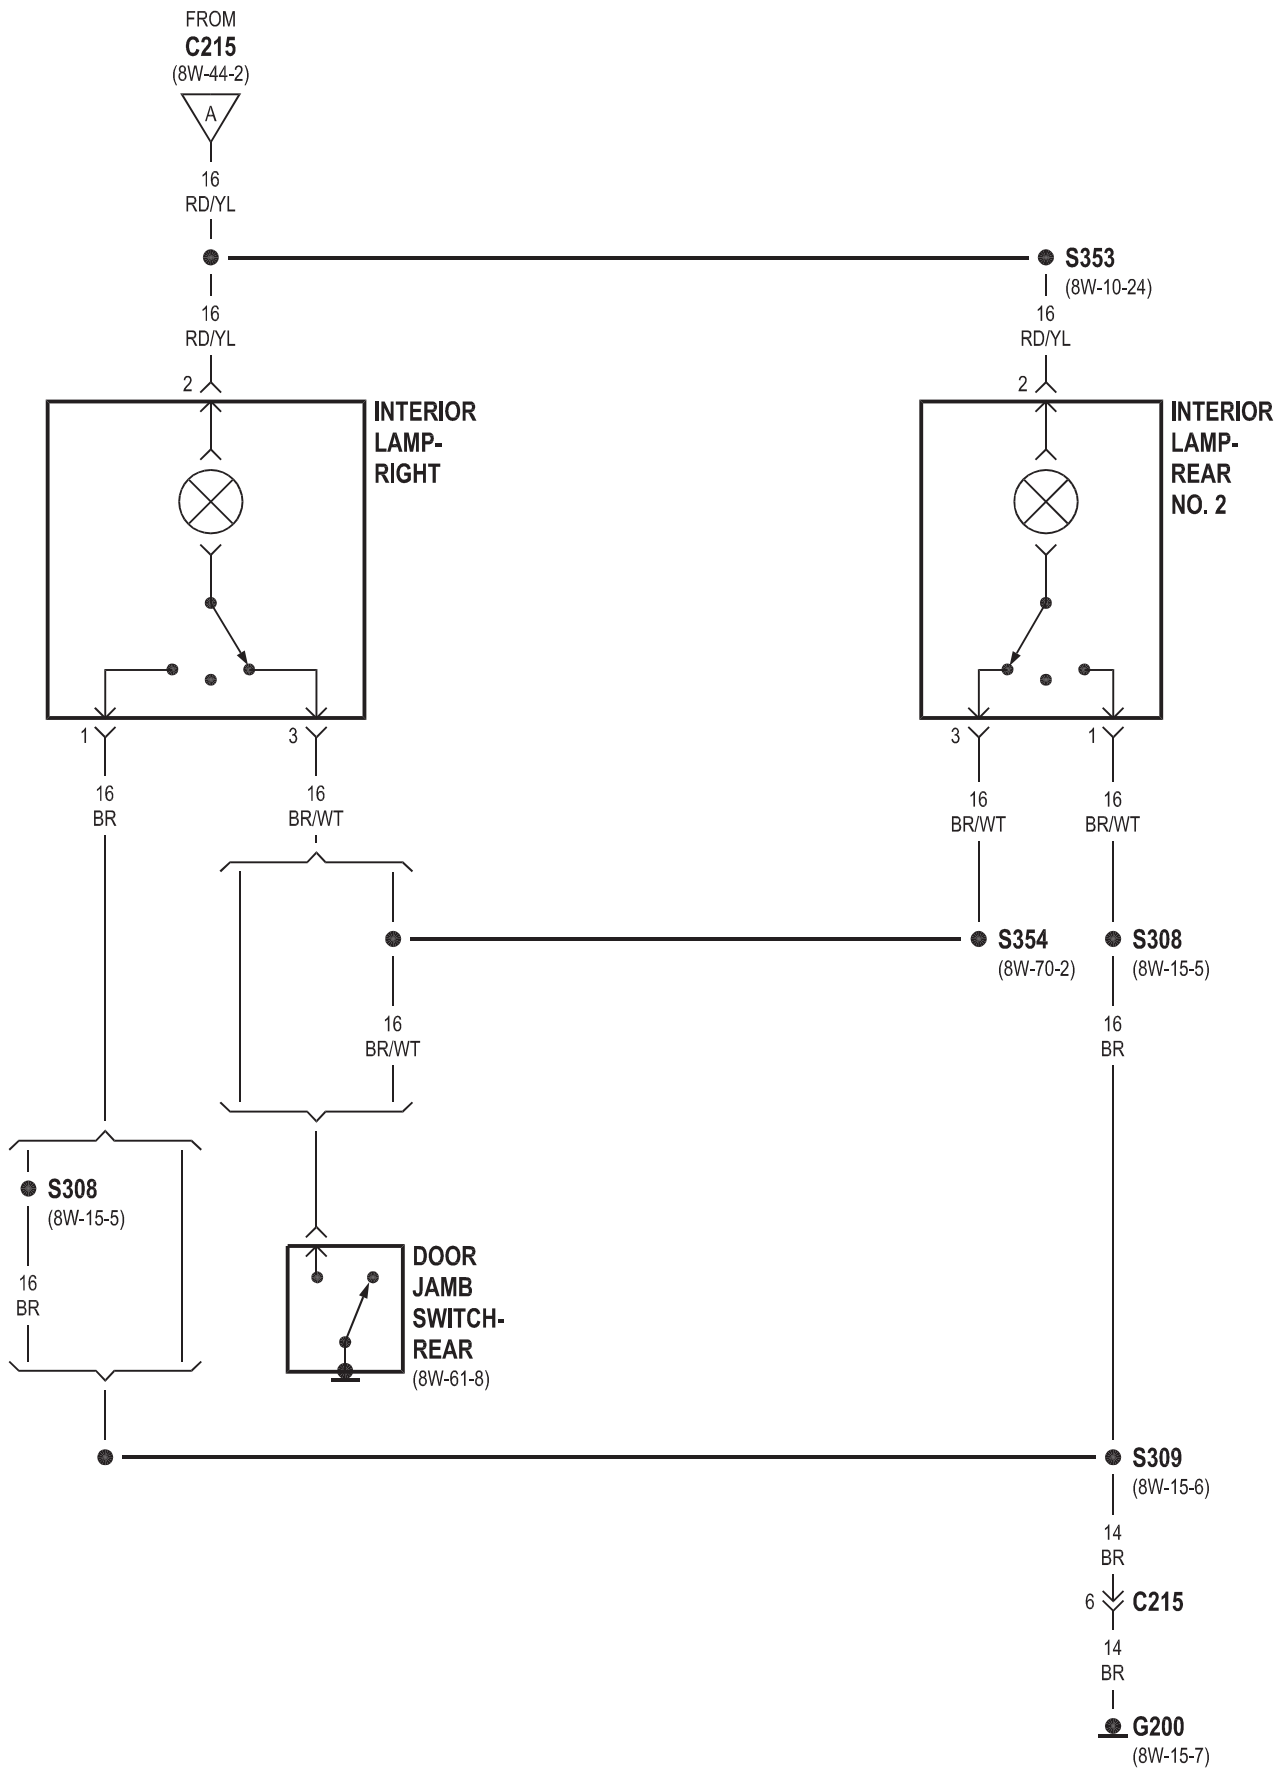 FROM
C215
(8W-44-2)
A
16
RD/YL
S353
(8W-10-24)
16
RD/YL
16
RD/YL
2
2
INTERIOR
LAMP-
RIGHT
INTERIOR
LAMP-
REAR
NO. 2
1
3
3
1
16
BR
16
BR/WT
16
BR/WT
16
BR/WT
S354
(8W-70-2)
S308
(8W-15-5)
16
BR/WT
16
BR
S308
(8W-15-5)
16
BR
DOOR
JAMB
SWITCH-
REAR
(8W-61-8)
S309
(8W-15-6)
14
BR
6
C215
14
BR
G200
(8W-15-7)